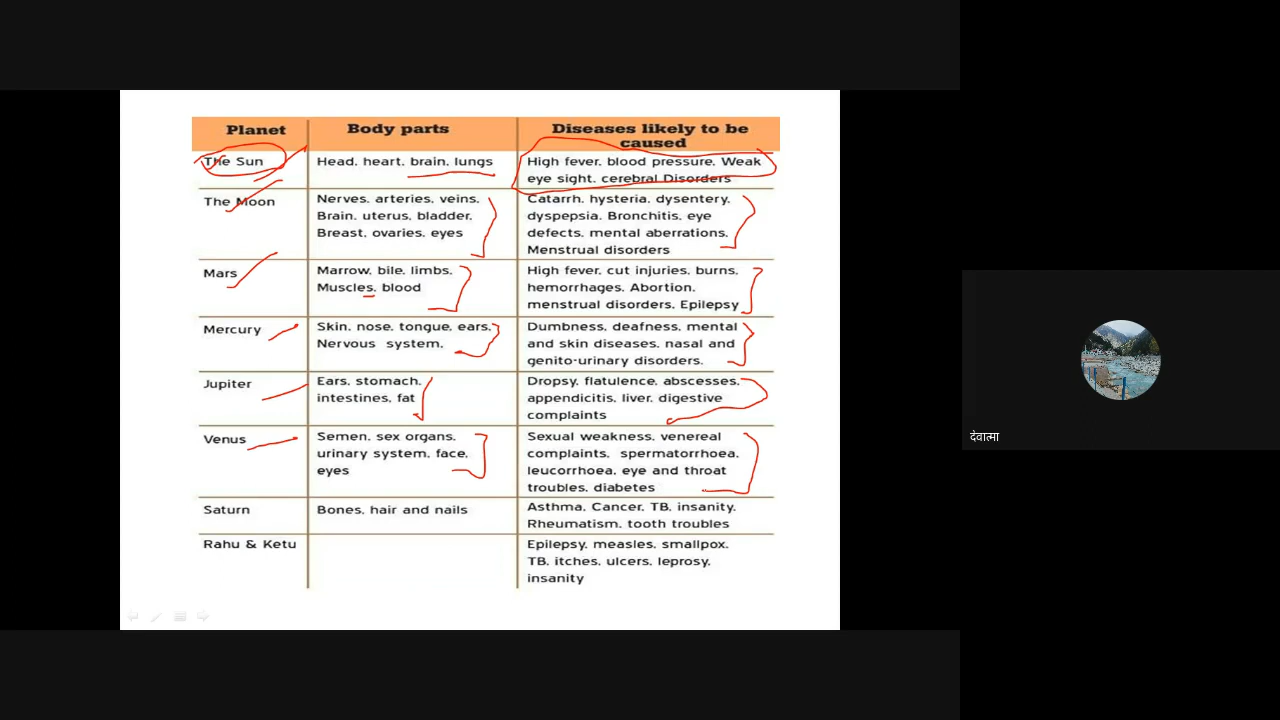 Planet Body parts Diseases likely to be
caused
The Sun Head, heart, brain, lungs High fever, blood pressure, Weak
eye sight, cerebral Disorders
The Moon Nerves, arteries, veins, Catarrh, hysteria, dysentery,
Brain, uterus, bladder, dyspepsia, Bronchitis, eye
Breast, ovaries, eyes defects, mental aberrations,
Menstrual disorders
Mars Marrow, bile, limbs, High fever, cut injuries, burns,
Muscles, blood hemorrhages, Abortion,
menstrual disorders, Epilepsy
Mercury Skin, nose, tongue, ears, Dumbness, deafness, mental
Nervous system, and skin diseases, nasal and
genito-urinary disorders.
Jupiter Ears, stomach, Dropsy, flatulence, abscesses,
intestines, fat appendicitis, liver, digestive
complaints
Venus Semen, sex organs, Sexual weakness, venereal
urinary system, face, complaints, spermatorrhoea,
eyes leucorrhoea, eye and throat
troubles, diabetes
Saturn Bones, hair and nails Asthma, Cancer, TB, insanity,
Rheumatism, tooth troubles
Rahu & Ketu Epilepsy, measles, smallpox,
TB, itches, ulcers, leprosy,
insanity
देवात्मा